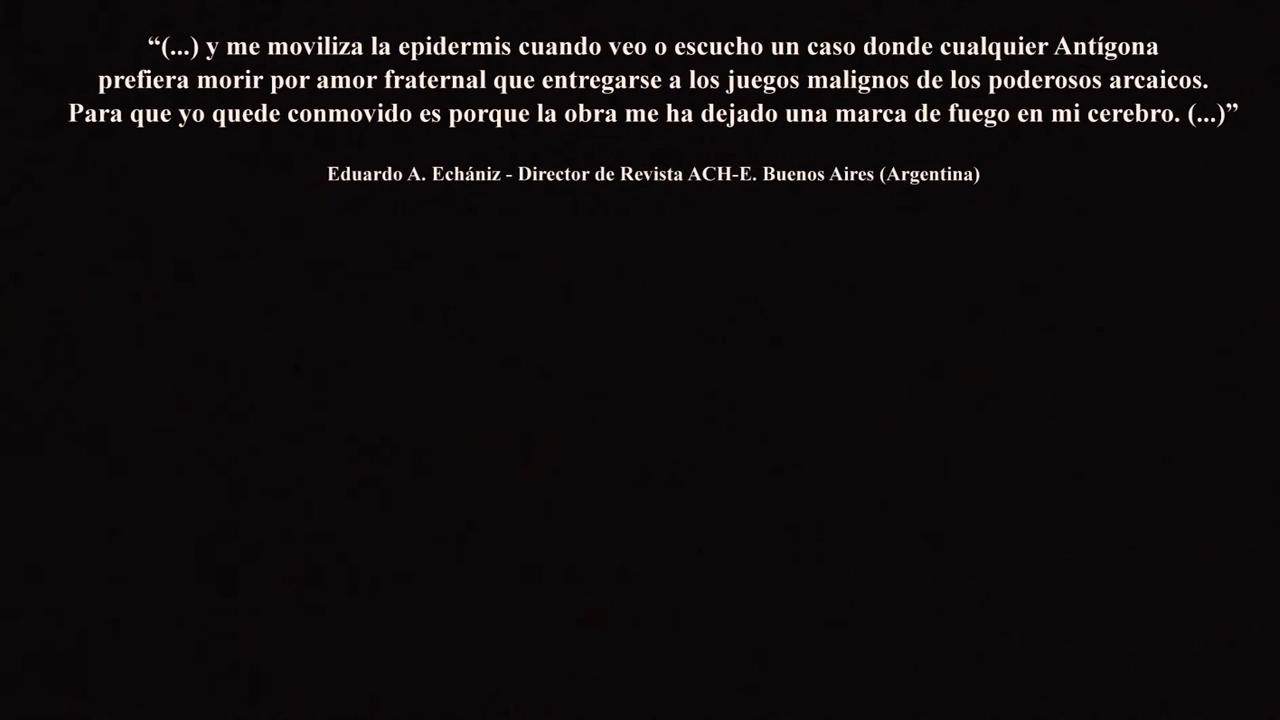 “(...) y me moviliza la epidermis cuando veo o escucho un caso donde cualquier Antígona
prefiera morir por amor fraternal que entregarse a los juegos malignos de los poderosos arcaicos.
Para que yo quede conmovido es porque la obra me ha dejado una marca de fuego en mi cerebro. (...)”
Eduardo A. Echániz - Director de Revista ACH-E. Buenos Aires (Argentina)